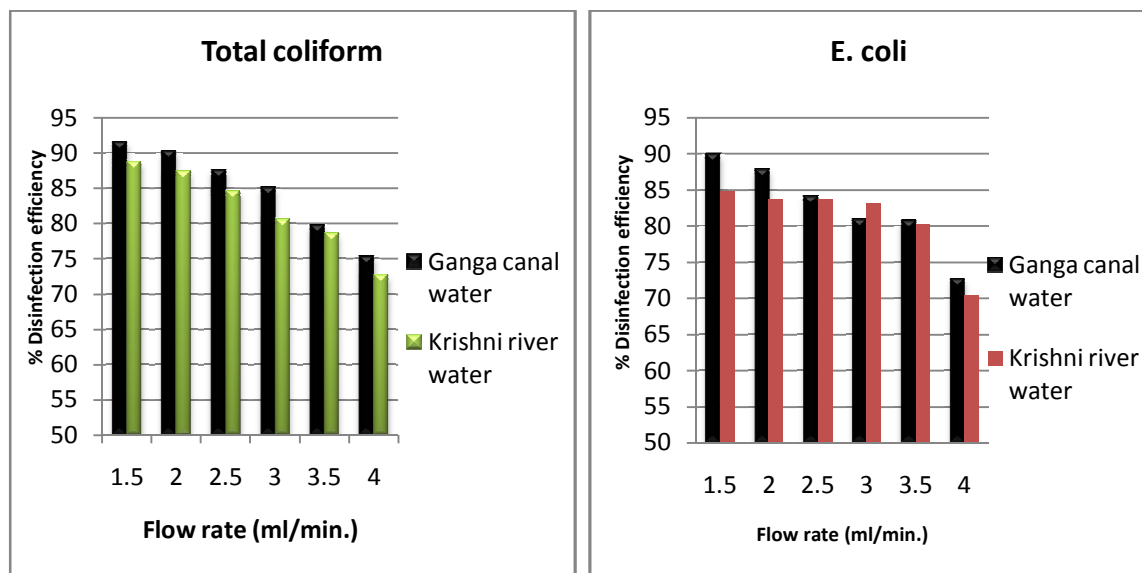 Total coliform
% Disinfection efficiency
95
90
85
80
75
70
65
60
55
50
1.5 2 2.5 3 3.5 4
Flow rate (ml/min.)
Ganga canal
water
Krishni river
water
E. coli
% Disinfection efficiency
95
90
85
80
75
70
65
60
55
50
1.5 2 2.5 3 3.5 4
Flow rate (ml/min.)
Ganga canal
water
Krishni river
water